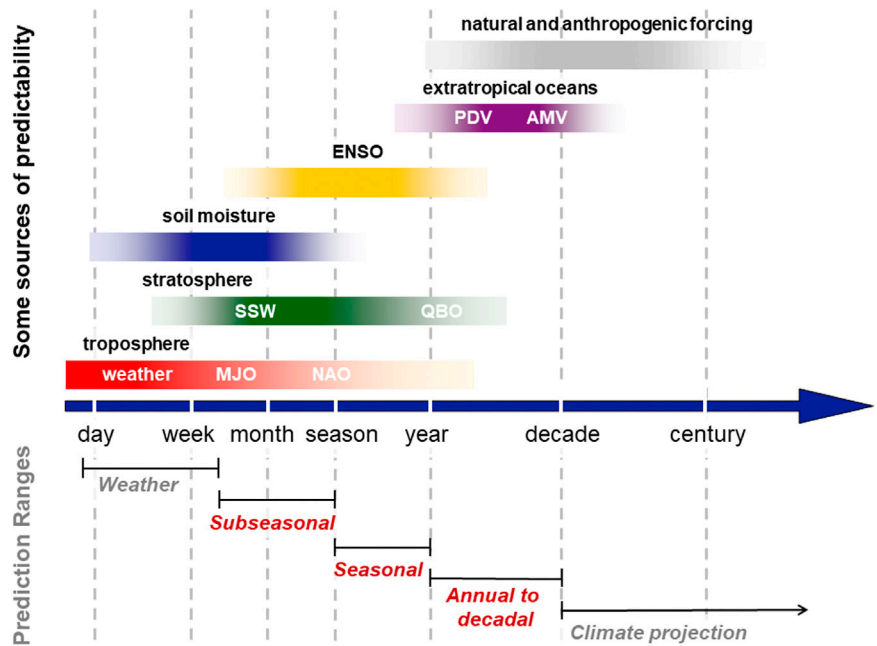 Some sources of predictability
natural and anthropogenic forcing
extratropical oceans
PDV AMV
ENSO
soil moisture
stratosphere
SSW QBO
troposphere
weather MJO NAO
day week month season year decade century
Prediction Ranges
Weather
Subseasonal
Seasonal
Annual to
decadal
Climate projection